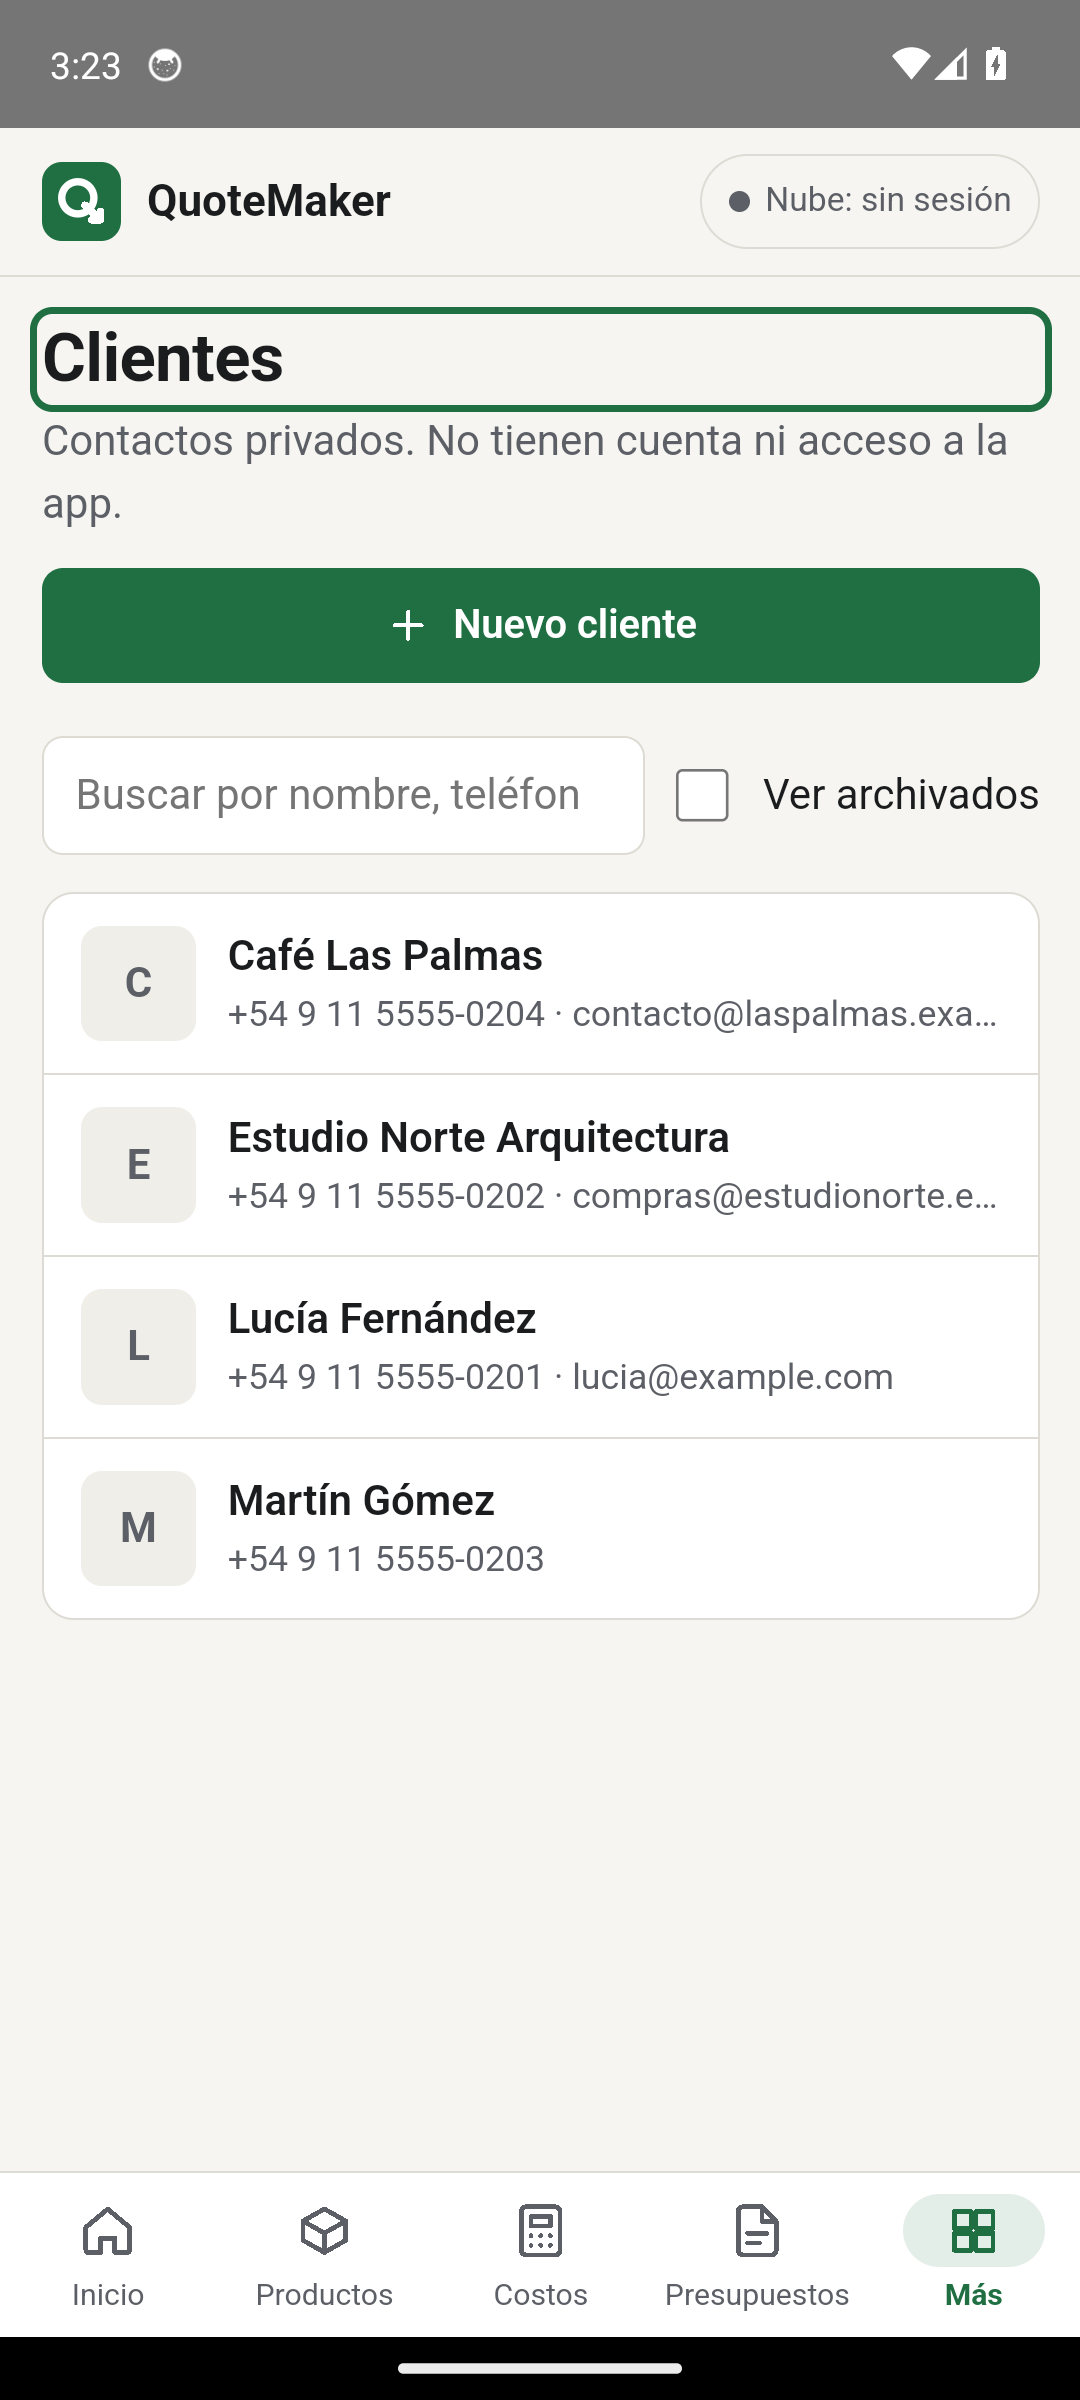 3:23
QuoteMaker
Nube: sin sesión
Clientes
Contactos privados. No tienen cuenta ni acceso a la
app.
Nuevo cliente
Buscar por nombre, teléfon
Ver archivados
C
Café Las Palmas
+54 9 11 5555-0204 · contacto@laspalmas.exa...
E
Estudio Norte Arquitectura
+54 9 11 5555-0202 · compras@estudionorte.e...
L
Lucía Fernández
+54 9 11 5555-0201 · lucia@example.com
M
Martín Gómez
+54 9 11 5555-0203
Inicio
Productos
Costos
Presupuestos
Más